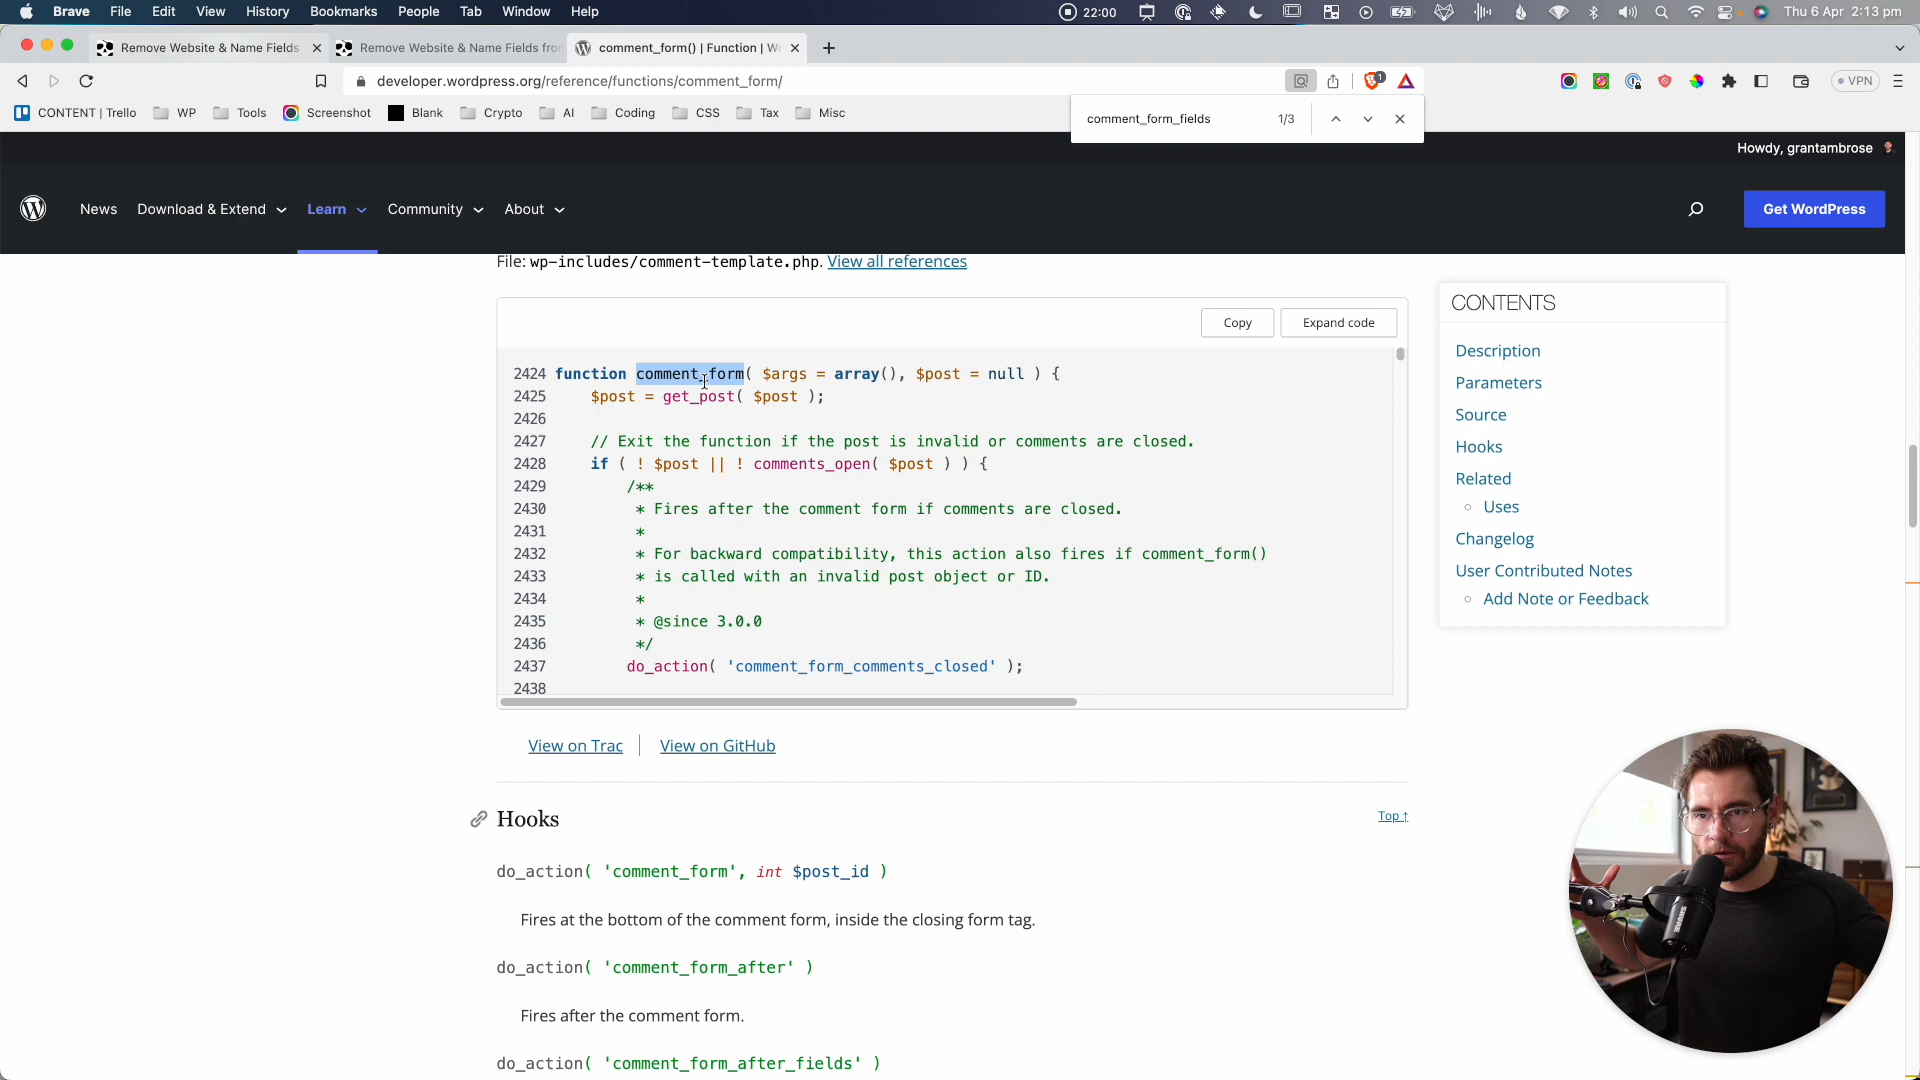 Brave File Edit View History Bookmarks People Tab Window Help 22:00 Thu 6 Apr 2:13 pm
Remove Website & Name Fields Remove Website & Name Fields fro comment_form() | Function | Wo
developer.wordpress.org/reference/functions/comment_form/ 1 VPN
CONTENT | Trello WP Tools Screenshot Blank Crypto AI Coding CSS Tax Misc
comment_form_fields 1/3
Howdy, grantambrose
News Download & Extend Learn Community About Get WordPress
File: wp-includes/comment-template.php. View all references
Copy Expand code
2424 function comment_form( $args = array(), $post = null ) {
2425 $post = get_post( $post );
2426
2427 // Exit the function if the post is invalid or comments are closed.
2428 if ( ! $post || ! comments_open( $post ) ) {
2429 /**
2430 * Fires after the comment form if comments are closed.
2431 *
2432 * For backward compatibility, this action also fires if comment_form()
2433 * is called with an invalid post object or ID.
2434 *
2435 * @since 3.0.0
2436 */
2437 do_action( 'comment_form_comments_closed' );
2438
View on Trac View on GitHub
Hooks
Top ↑
do_action( 'comment_form', int $post_id )
Fires at the bottom of the comment form, inside the closing form tag.
do_action( 'comment_form_after' )
Fires after the comment form.
do_action( 'comment_form_after_fields' )
CONTENTS
Description
Parameters
Source
Hooks
Related
Uses
Changelog
User Contributed Notes
Add Note or Feedback
SHURE